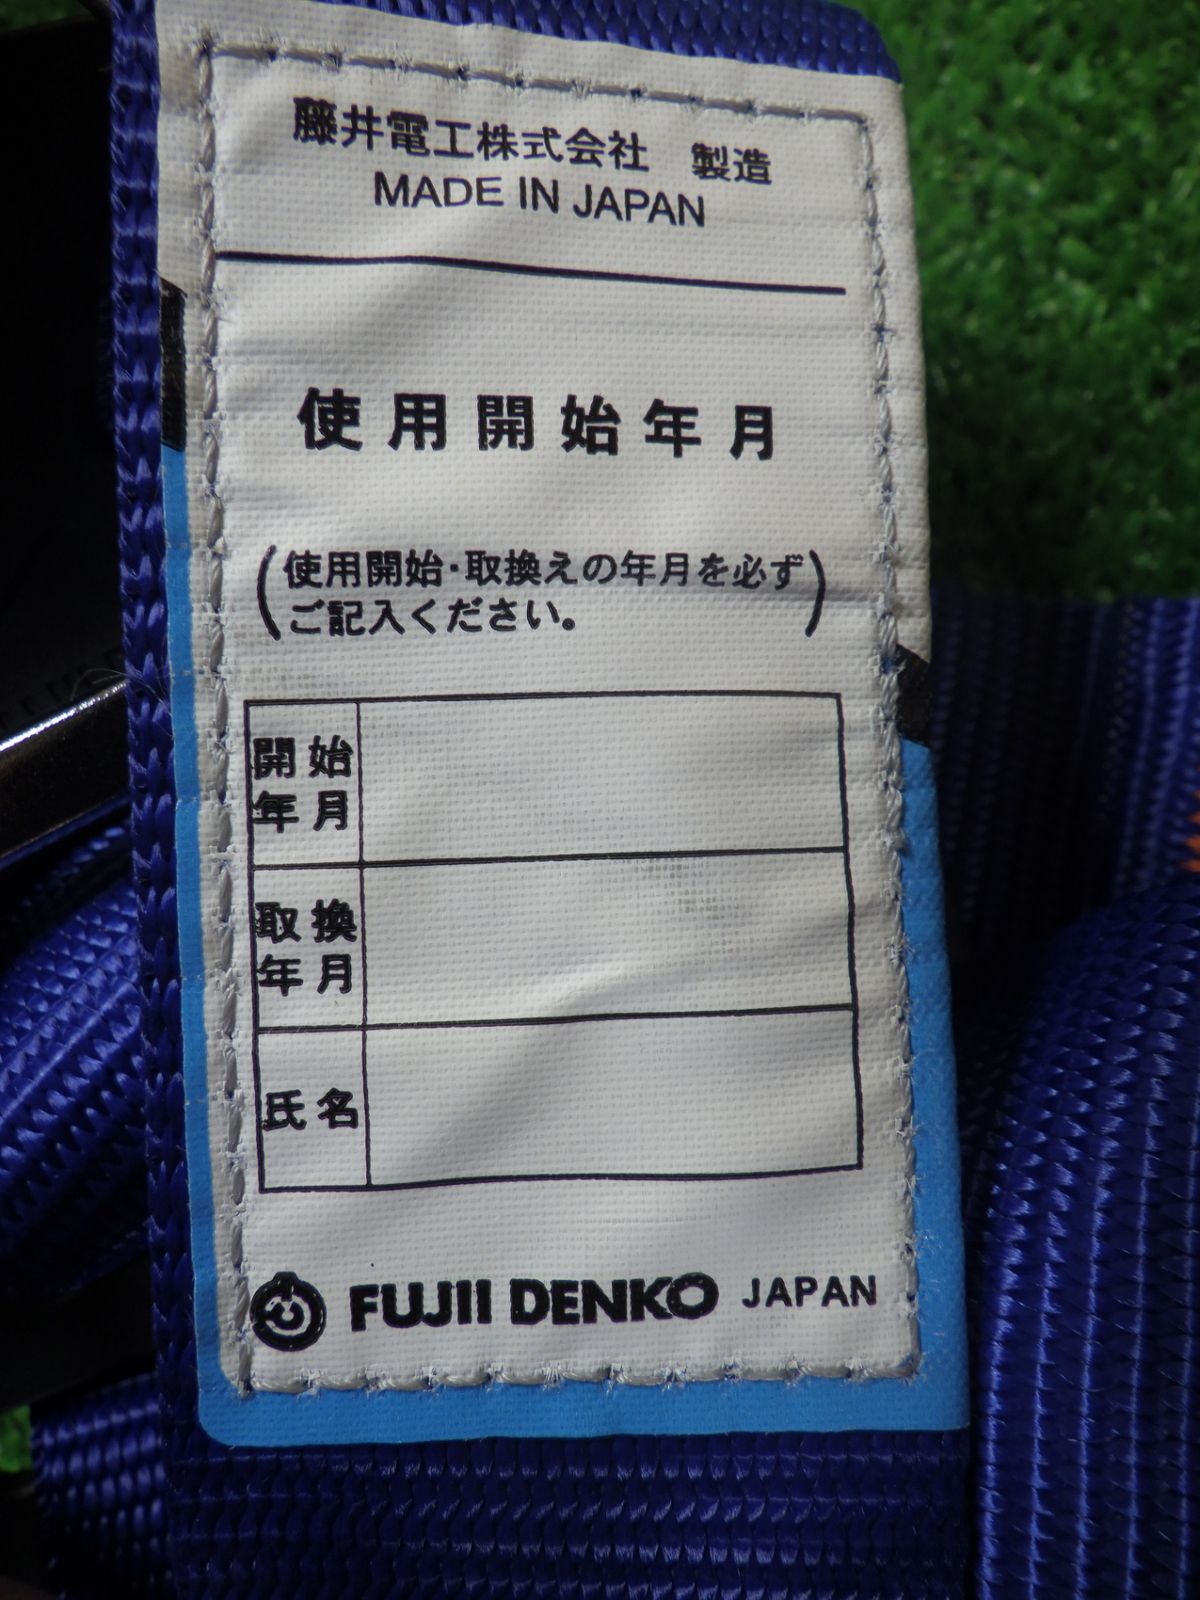 藤井電工株式会社 製造
MADE IN JAPAN
使用開始年月
(使用開始・取換えの年月を必ず
ご記入ください。)
開始
年月
取換
年月
氏名
FUJII DENKO JAPAN